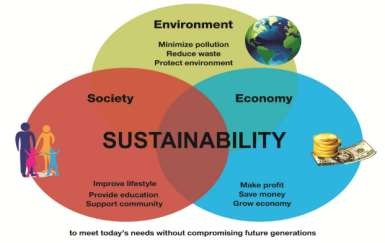 Environment
Minimize pollution
Reduce waste
Protect environment
Society
Economy
SUSTAINABILITY
Improve lifestyle
Provide education
Support community
Make profit
Save money
Grow economy
to meet today's needs without compromising future generations